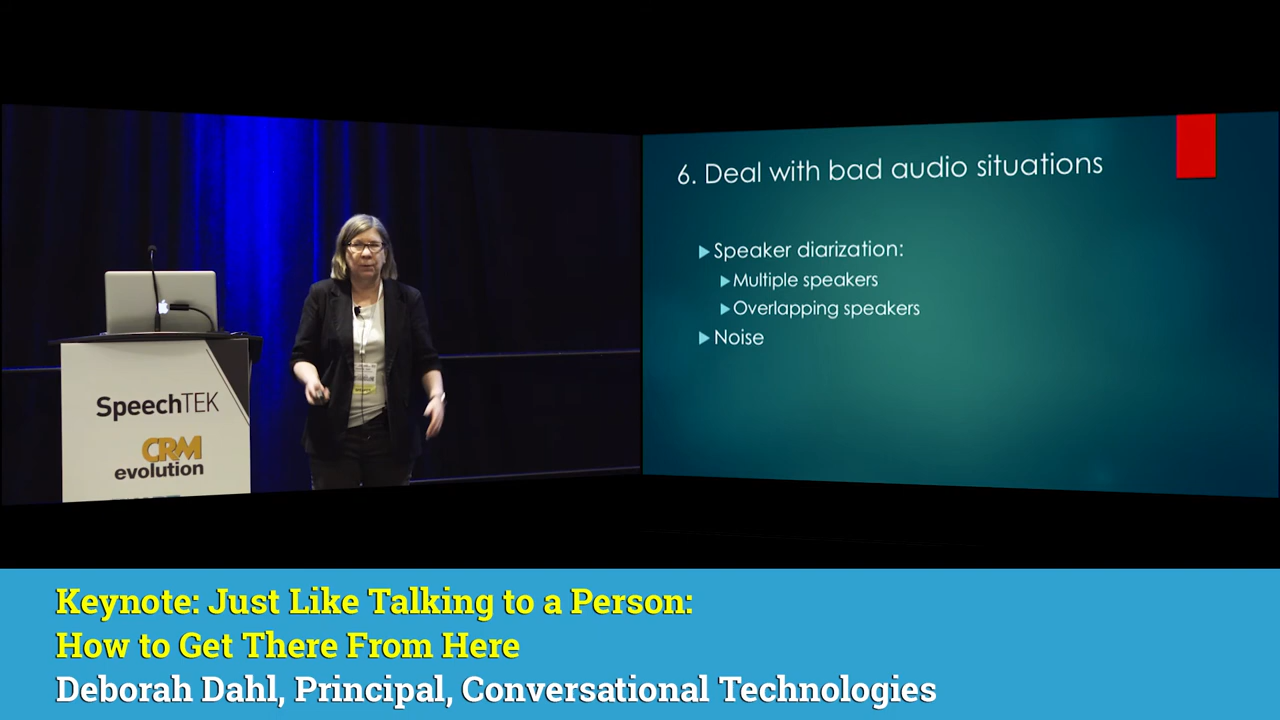 SpeechTEK
CRM
evolution
6. Deal with bad audio situations
Speaker diarization:
Multiple speakers
Overlapping speakers
Noise
Keynote: Just Like Talking to a Person:
How to Get There From Here
Deborah Dahl, Principal, Conversational Technologies